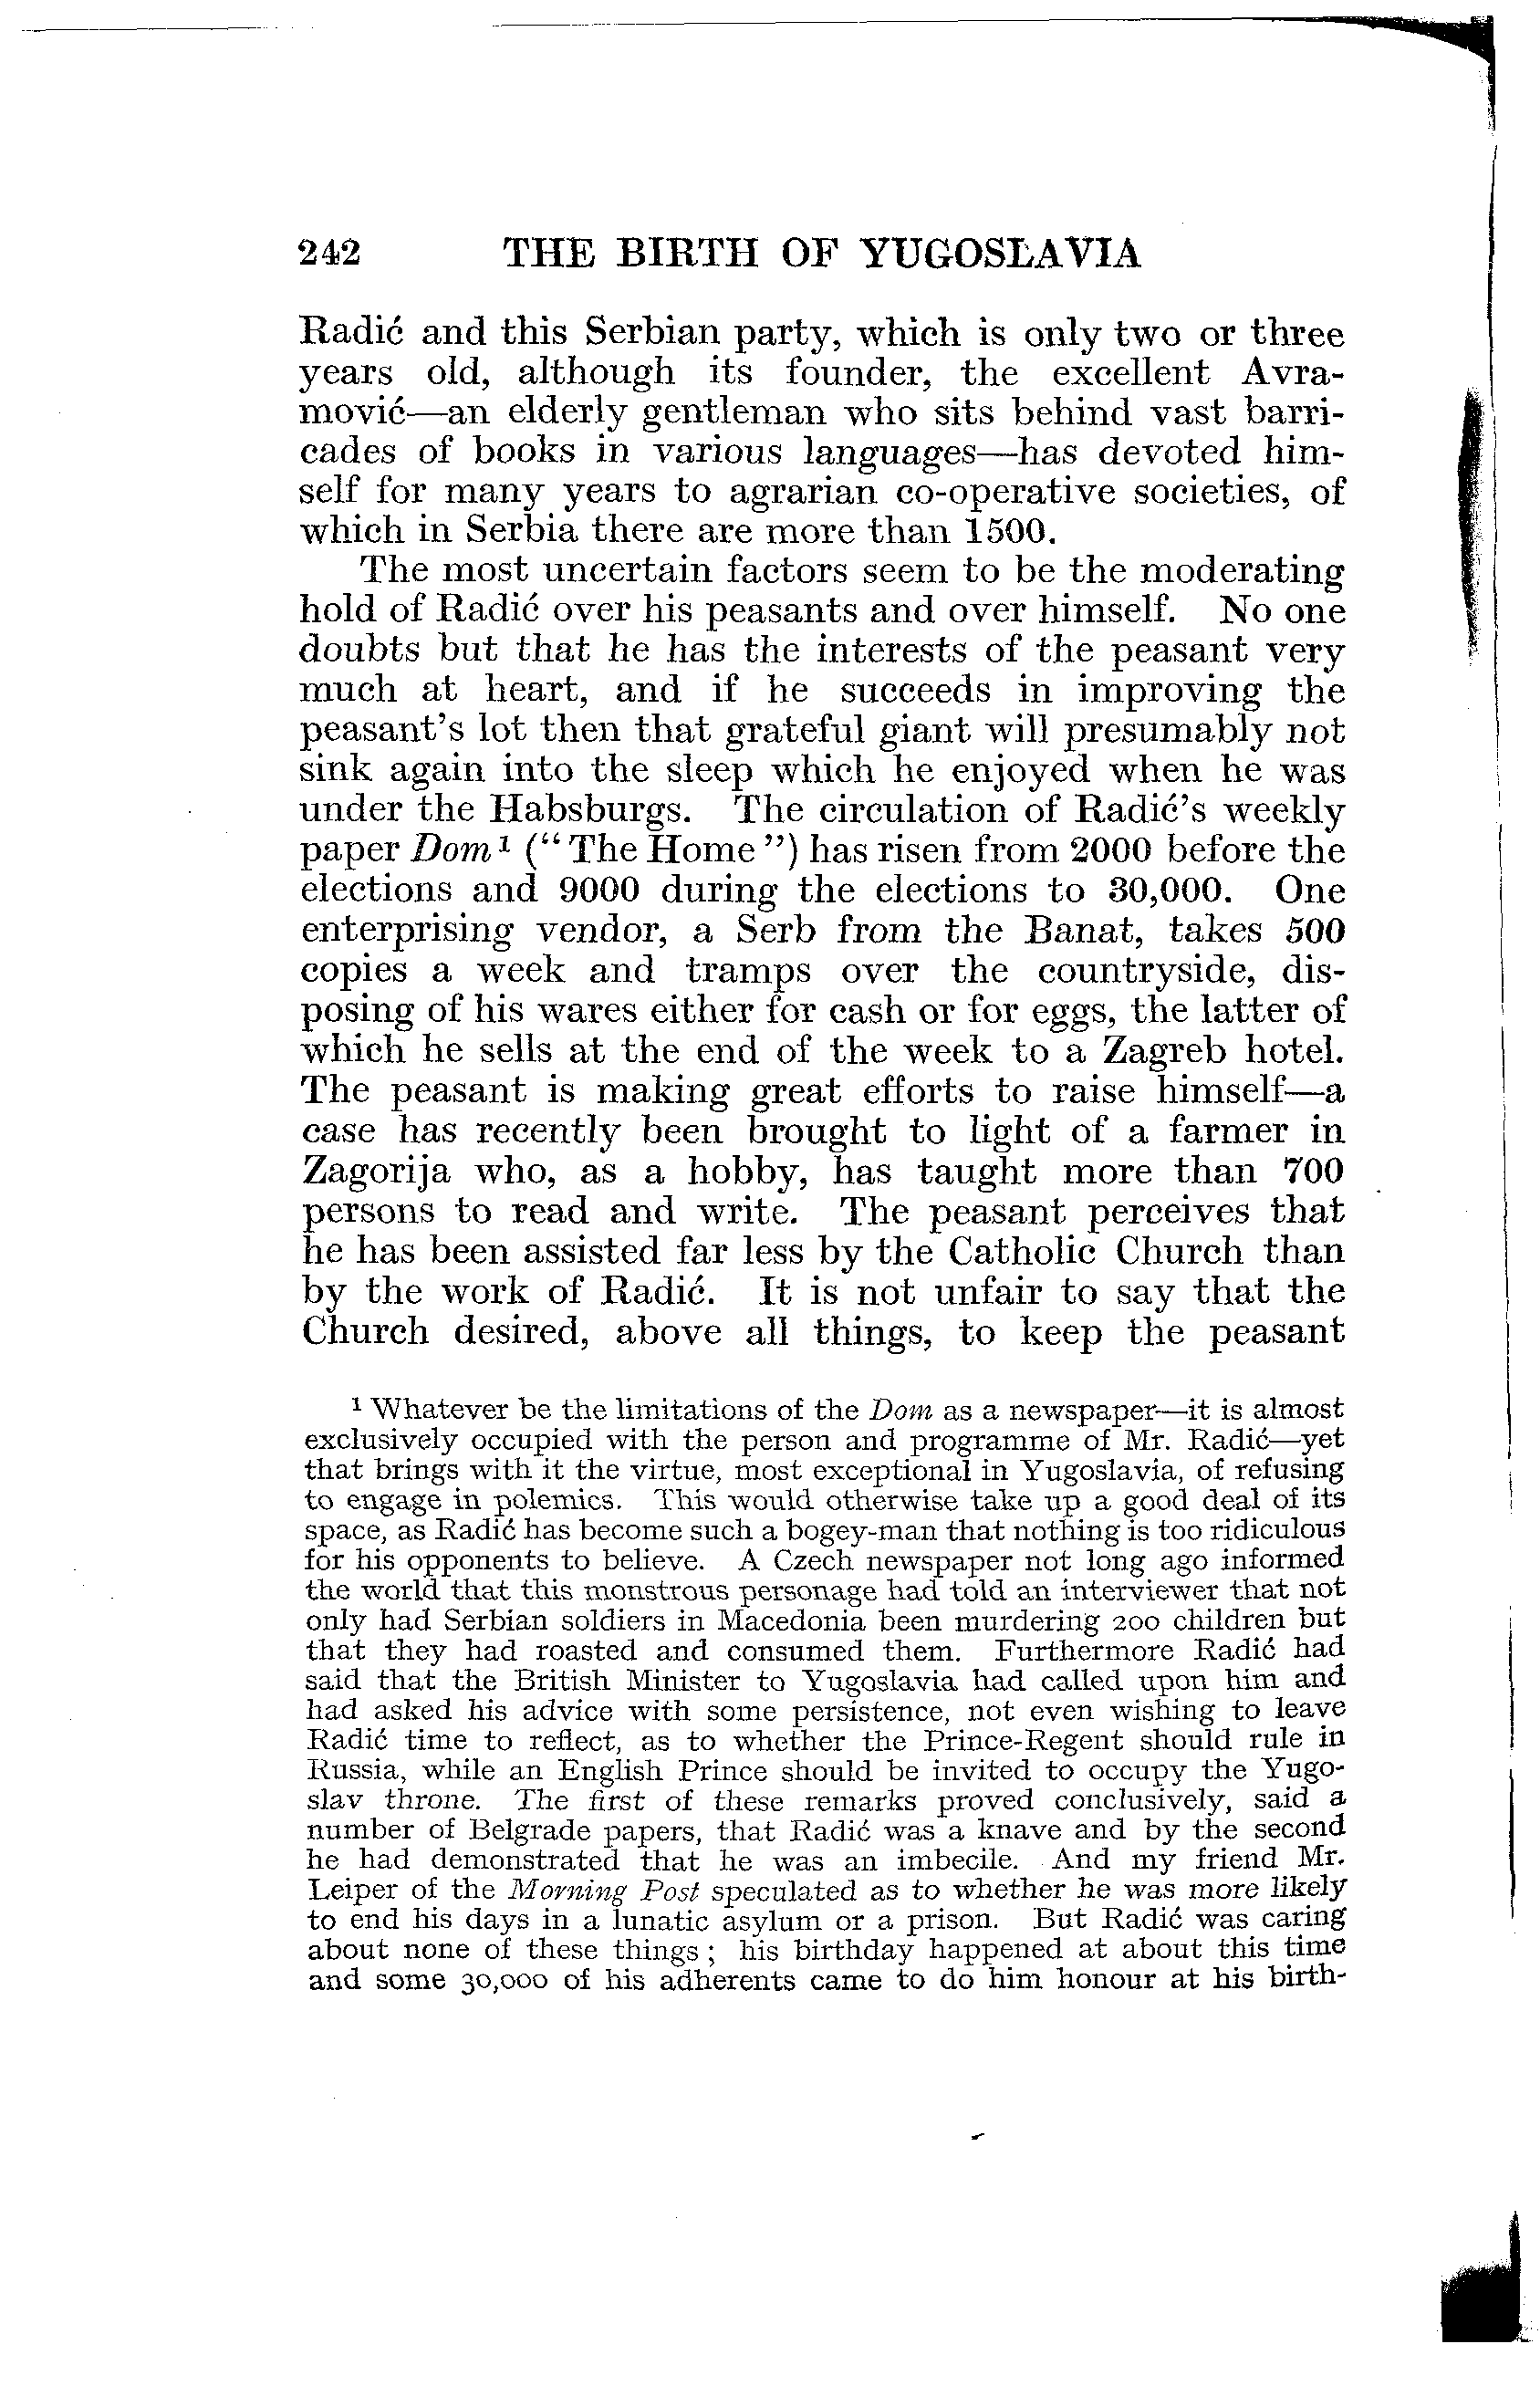 242 THE BIRTH OF YUGOSLAVIA
Radić and this Serbian party, which is only two or three
years old, although its founder, the excellent Avra-
mović—an elderly gentleman who sits behind vast barri-
cades of books in various languages—has devoted him-
self for many years to agrarian co-operative societies, of
which in Serbia there are more than 1500.
The most uncertain factors seem to be the moderating
hold of Radić over his peasants and over himself. No one
doubts but that he has the interests of the peasant very
much at heart, and if he succeeds in improving the
peasant's lot then that grateful giant will presumably not
sink again into the sleep which he enjoyed when he was
under the Habsburgs. The circulation of Radić's weekly
paper Dom¹ (“ The Home ”) has risen from 2000 before the
elections and 9000 during the elections to 30,000. One
enterprising vendor, a Serb from the Banat, takes 500
copies a week and tramps over the countryside, dis-
posing of his wares either for cash or for eggs, the latter of
which he sells at the end of the week to a Zagreb hotel.
The peasant is making great efforts to raise himself—a
case has recently been brought to light of a farmer in
Zagorija who, as a hobby, has taught more than 700
persons to read and write. The peasant perceives that
he has been assisted far less by the Catholic Church than
by the work of Radić. It is not unfair to say that the
Church desired, above all things, to keep the peasant
¹ Whatever be the limitations of the Dom as a newspaper—it is almost
exclusively occupied with the person and programme of Mr. Radić—yet
that brings with it the virtue, most exceptional in Yugoslavia, of refusing
to engage in polemics. This would otherwise take up a good deal of its
space, as Radić has become such a bogey-man that nothing is too ridiculous
for his opponents to believe. A Czech newspaper not long ago informed
the world that this monstrous personage had told an interviewer that not
only had Serbian soldiers in Macedonia been murdering 200 children but
that they had roasted and consumed them. Furthermore Radić had
said that the British Minister to Yugoslavia had called upon him and
had asked his advice with some persistence, not even wishing to leave
Radić time to reflect, as to whether the Prince-Regent should rule in
Russia, while an English Prince should be invited to occupy the Yugo-
slav throne. The first of these remarks proved conclusively, said a
number of Belgrade papers, that Radić was a knave and by the second
he had demonstrated that he was an imbecile. And my friend Mr.
Leiper of the Morning Post speculated as to whether he was more likely
to end his days in a lunatic asylum or a prison. But Radić was caring
about none of these things ; his birthday happened at about this time
and some 30,000 of his adherents came to do him honour at his birth-